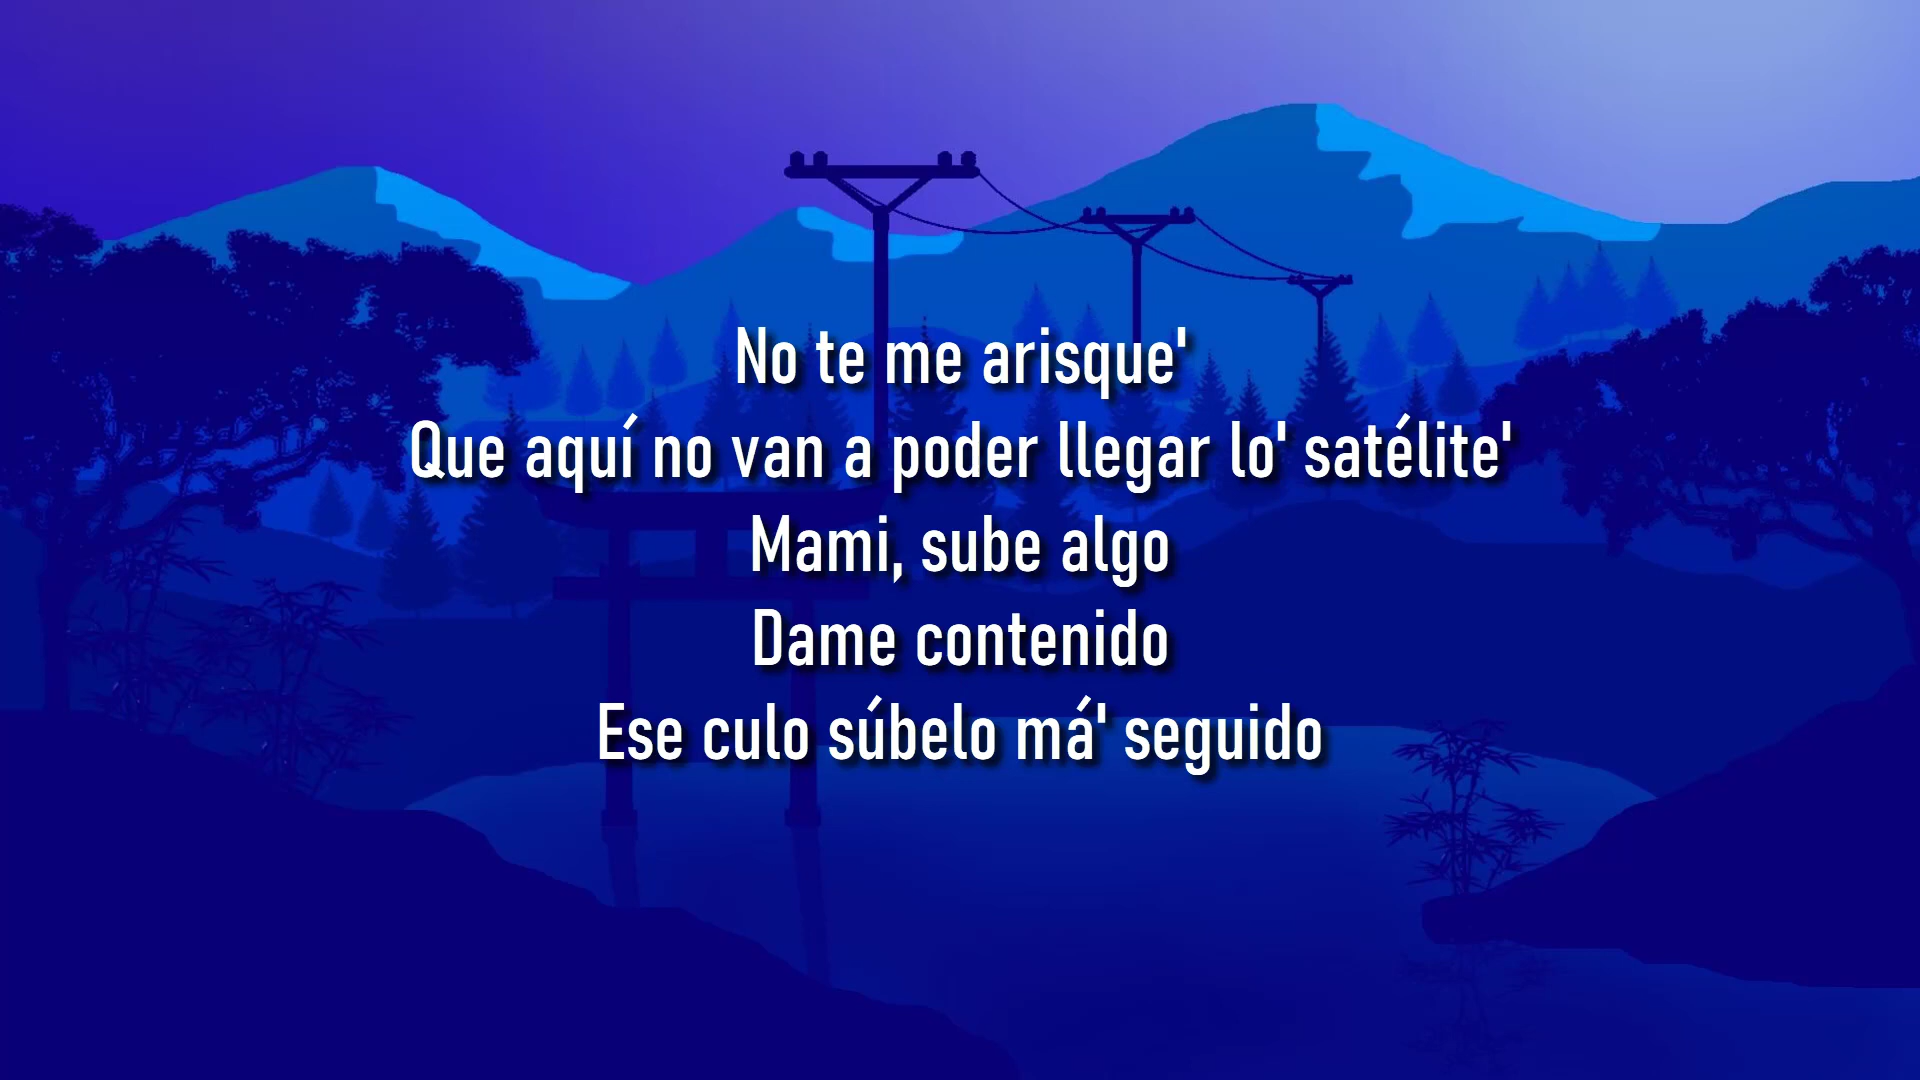 No te me arisque'
Que aquí no van a poder llegar lo' satélite'
Mami, sube algo
Dame contenido
Ese culo súbelo má' seguido